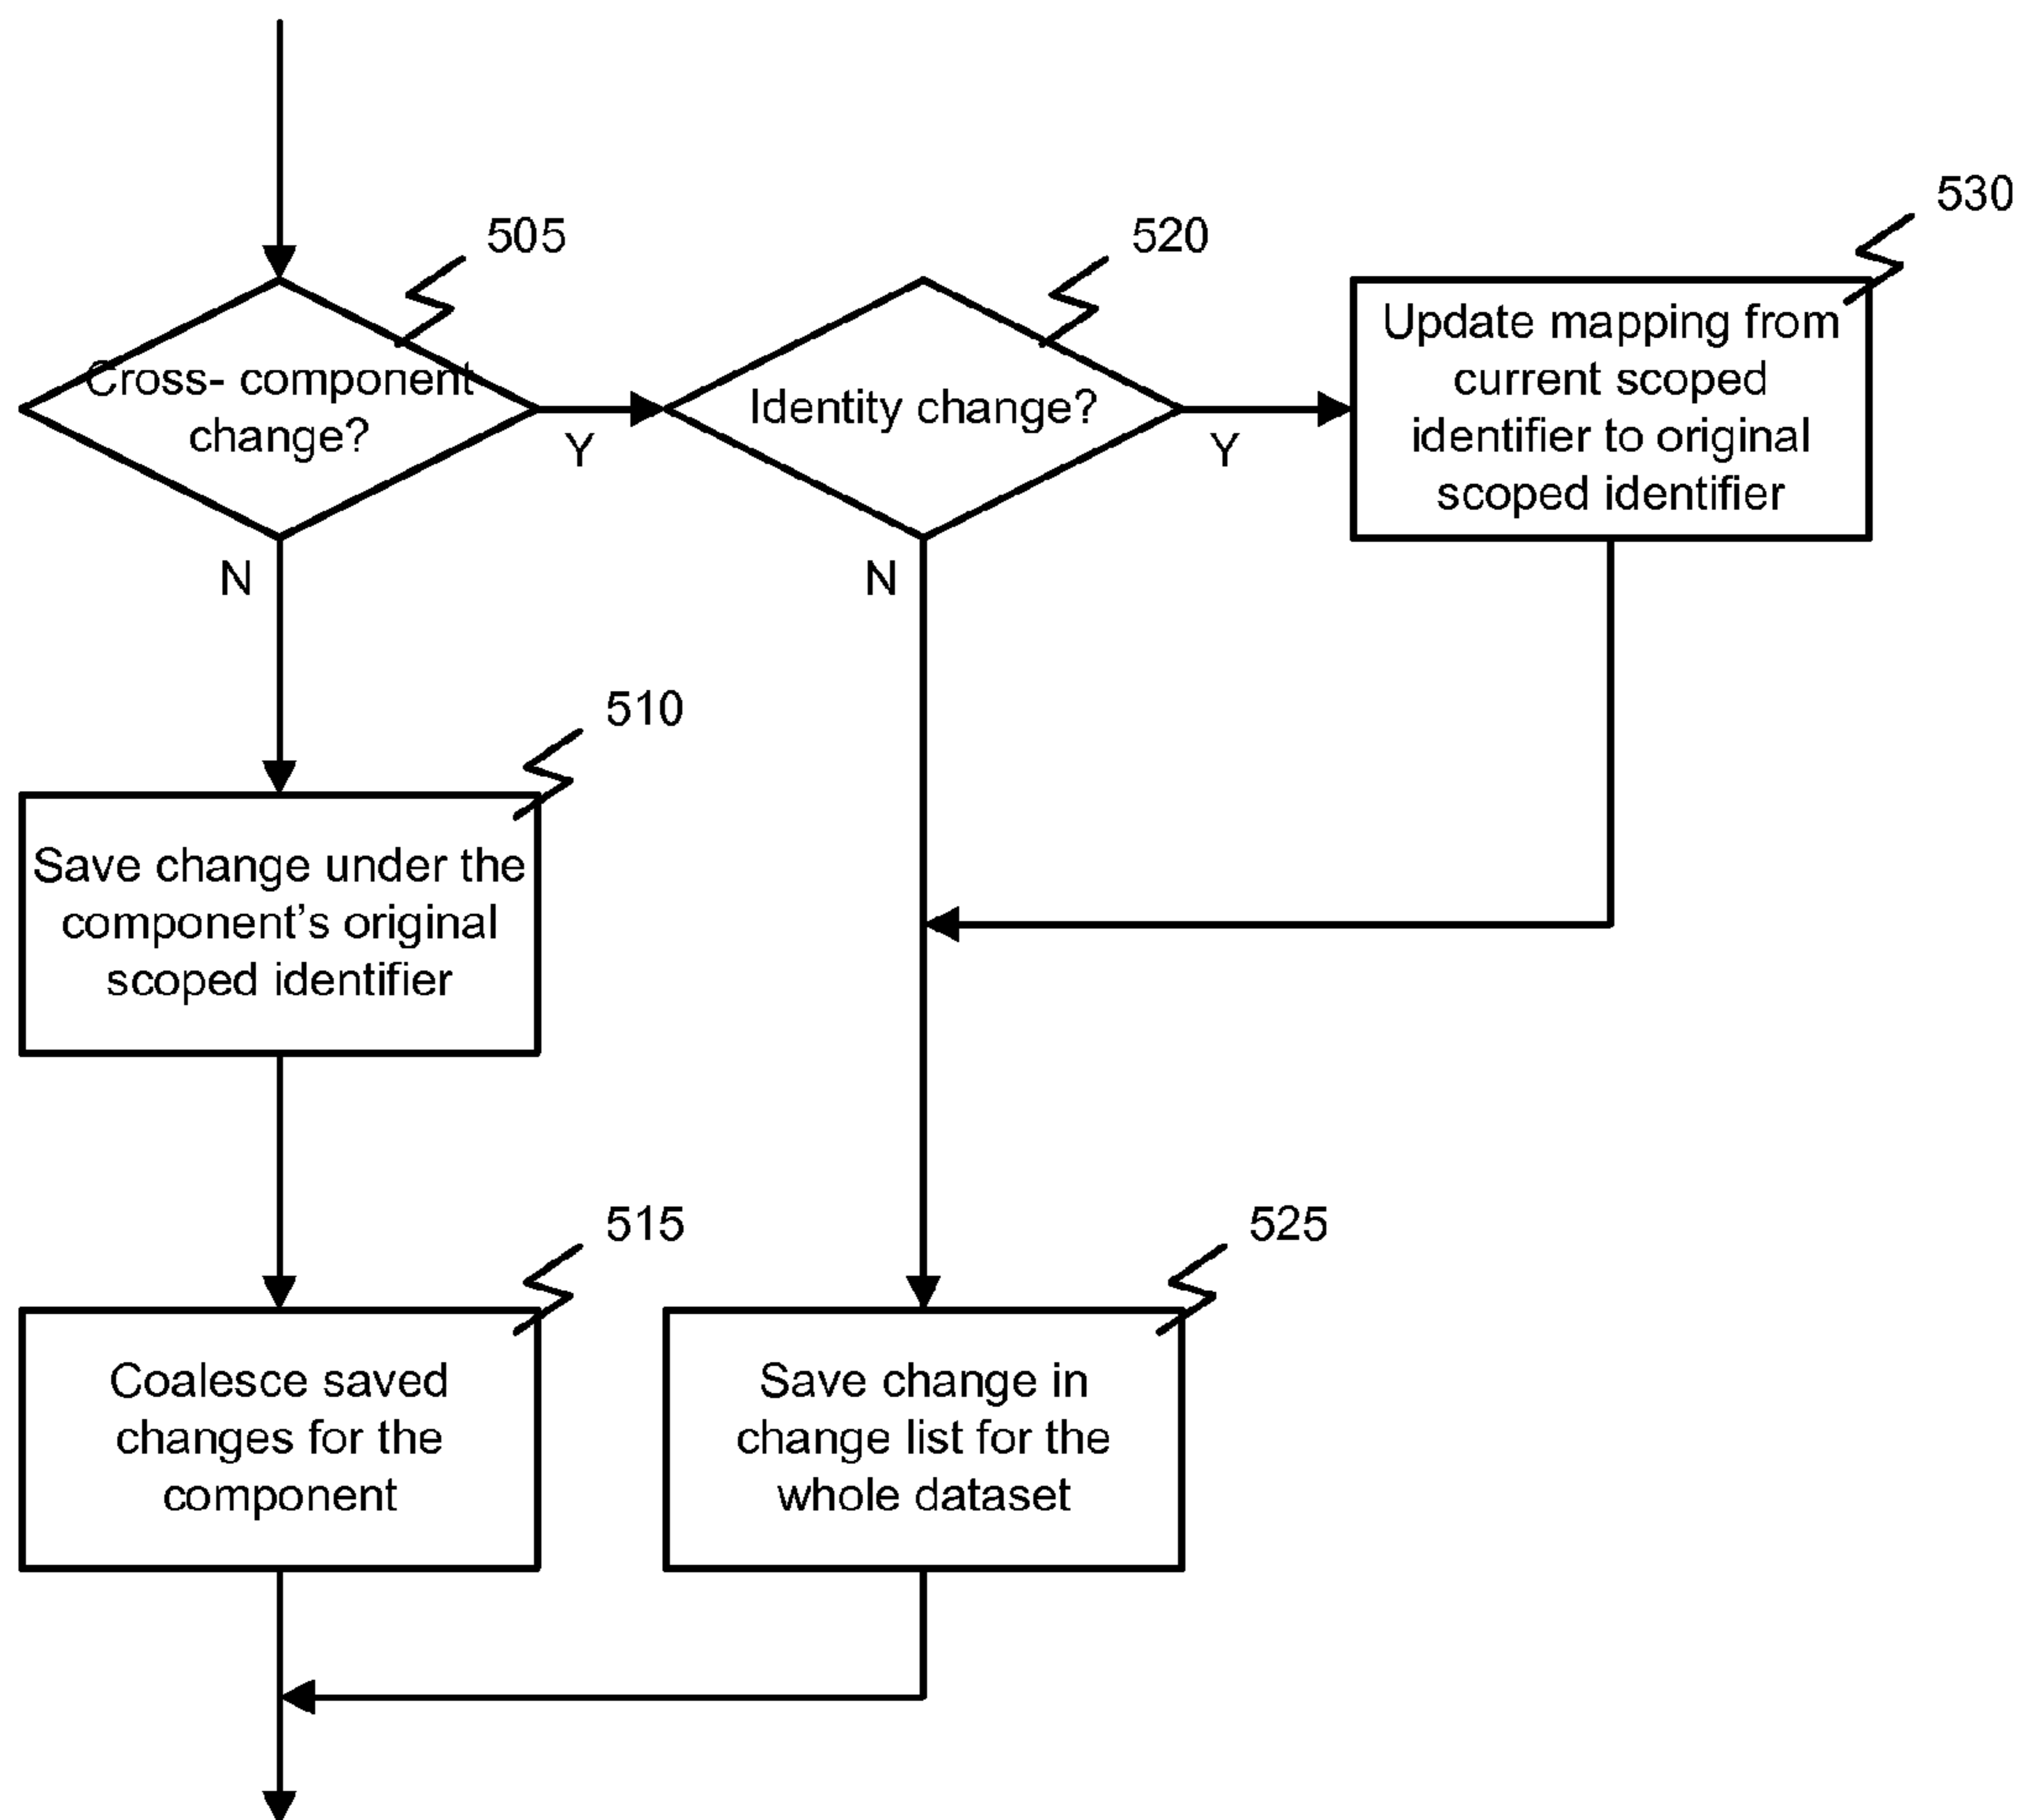 530
505
520
Cross- component
change?
Y
Identity change?
Y
Update mapping from
current scoped
identifier to original
scoped identifier
N
N
510
Save change under the
component's original
scoped identifier
515
525
Coalesce saved
changes for the
component
Save change in
change list for the
whole dataset